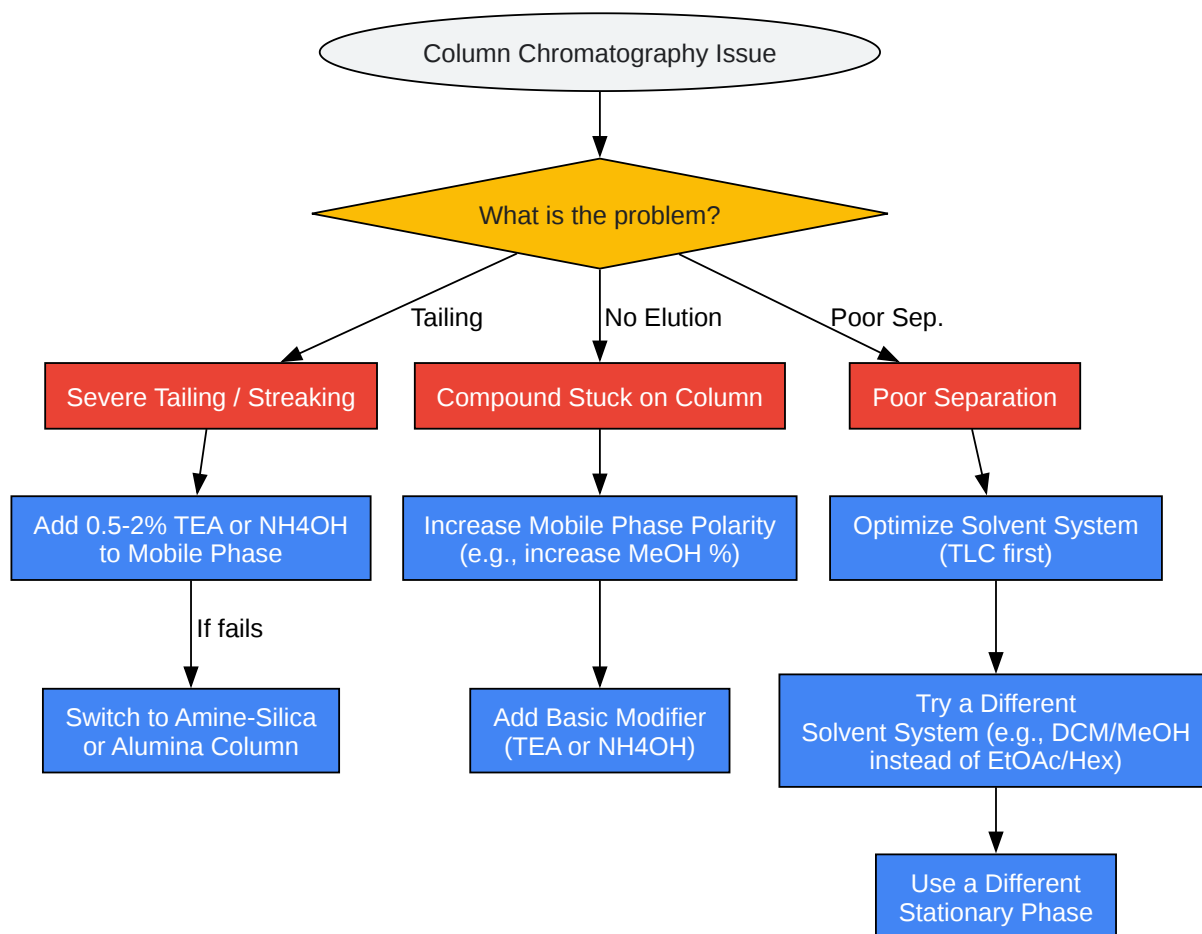 Column Chromatography Issue
What is the problem?
Tailing
No Elution
Poor Sep.
Severe Tailing / Streaking
Compound Stuck on Column
Poor Separation
Add 0.5-2% TEA or NH4OH
to Mobile Phase
Increase Mobile Phase Polarity
(e.g., increase MeOH %)
Optimize Solvent System
(TLC first)
If fails
Switch to Amine-Silica
or Alumina Column
Add Basic Modifier
(TEA or NH4OH)
Try a Different
Solvent System (e.g., DCM/MeOH
instead of EtOAc/Hex)
Use a Different
Stationary Phase